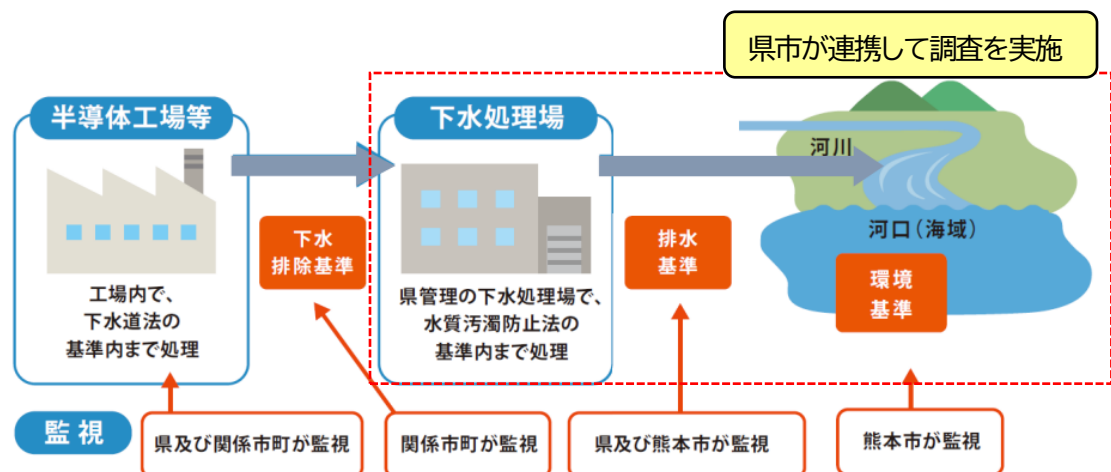 県市が連携して調査を実施
半導体工場等
下水処理場
河川
河口（海域）
下水
排除基準
排水
基準
環境
基準
工場内で、
下水道法の
基準内まで処理
県管理の下水処理場で、
水質汚濁防止法の
基準内まで処理
監視
県及び関係市町が監視
関係市町が監視
県及び熊本市が監視
熊本市が監視